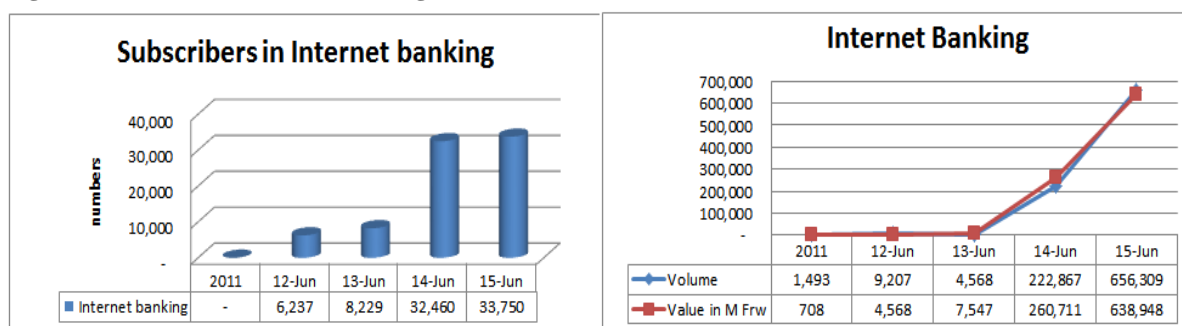 Subscribers in Internet banking
40,000
30,000
20,000
10,000
-
numbers
2011 12-Jun 13-Jun 14-Jun 15-Jun
Internet banking - 6,237 8,229 32,460 33,750
Internet Banking
700,000
600,000
500,000
400,000
300,000
200,000
100,000
-
2011 12-Jun 13-Jun 14-Jun 15-Jun
Volume 1,493 9,207 4,568 222,867 656,309
Value in M Frw 708 4,568 7,547 260,711 638,948